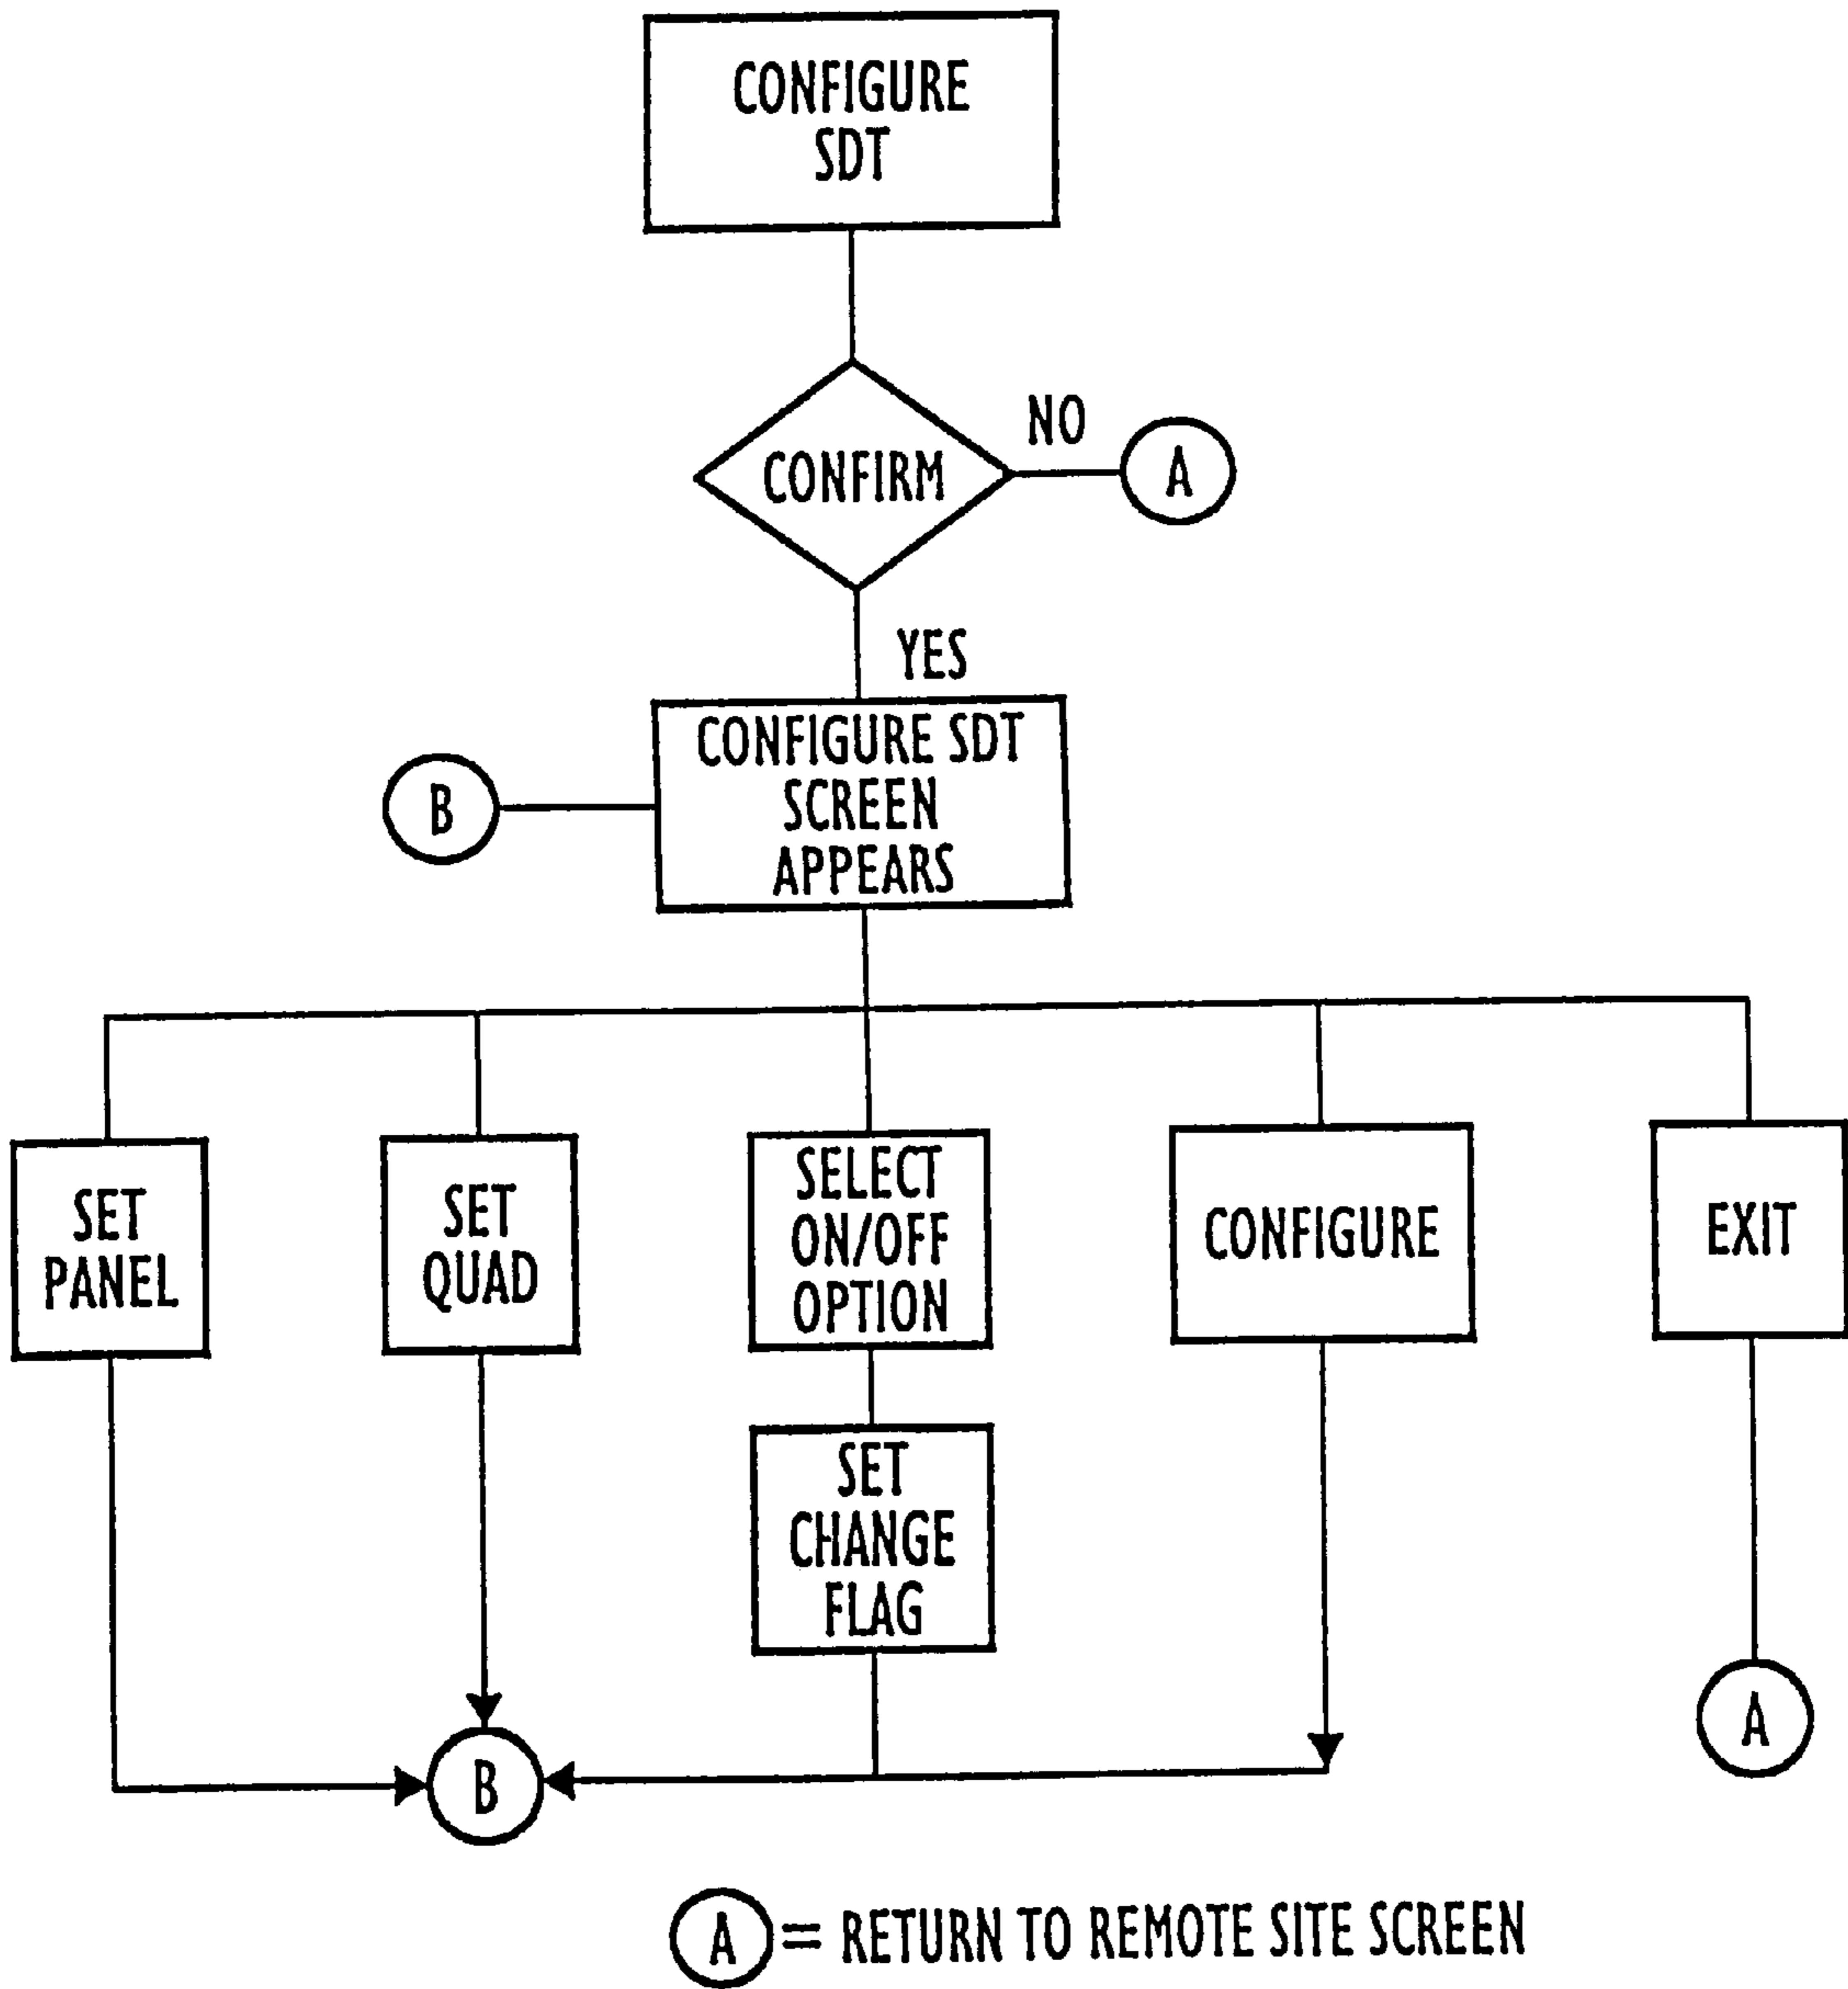 CONFIGURE
SDT
CONFIRM
NO
A
YES
CONFIGURE SDT
SCREEN
APPEARS
B
SET
PANEL
SET
QUAD
SELECT
ON/OFF
OPTION
CONFIGURE
EXIT
SET
CHANGE
FLAG
A
B
A = RETURN TO REMOTE SITE SCREEN